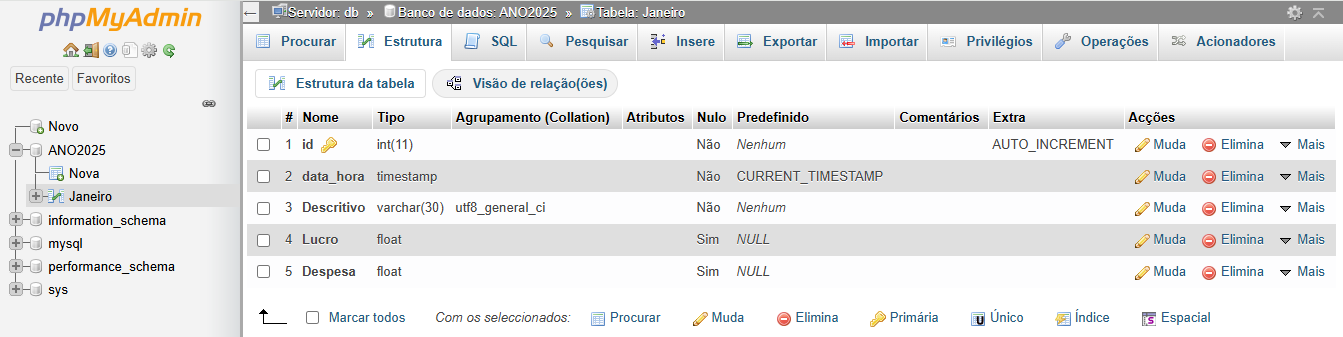 phpMyAdmin
Recente Favoritos
Novo
ANO2025
Nova
Janeiro
information_schema
mysql
performance_schema
sys
Servidor: db » Banco de dados: ANO2025 » Tabela: Janeiro
Procurar Estrutura SQL Pesquisar Insere Exportar Importar Privilégios Operações Acionadores
Estrutura da tabela Visão de relação(ões)
# Nome Tipo Agrupamento (Collation) Atributos Nulo Predefinido Comentários Extra Acções
1 id int(11) Não Nenhum AUTO_INCREMENT Muda Elimina Mais
2 data_hora timestamp Não CURRENT_TIMESTAMP Muda Elimina Mais
3 Descritivo varchar(30) utf8_general_ci Não Nenhum Muda Elimina Mais
4 Lucro float Sim NULL Muda Elimina Mais
5 Despesa float Sim NULL Muda Elimina Mais
Marcar todos Com os seleccionados: Procurar Muda Elimina Primária Único Índice Espacial